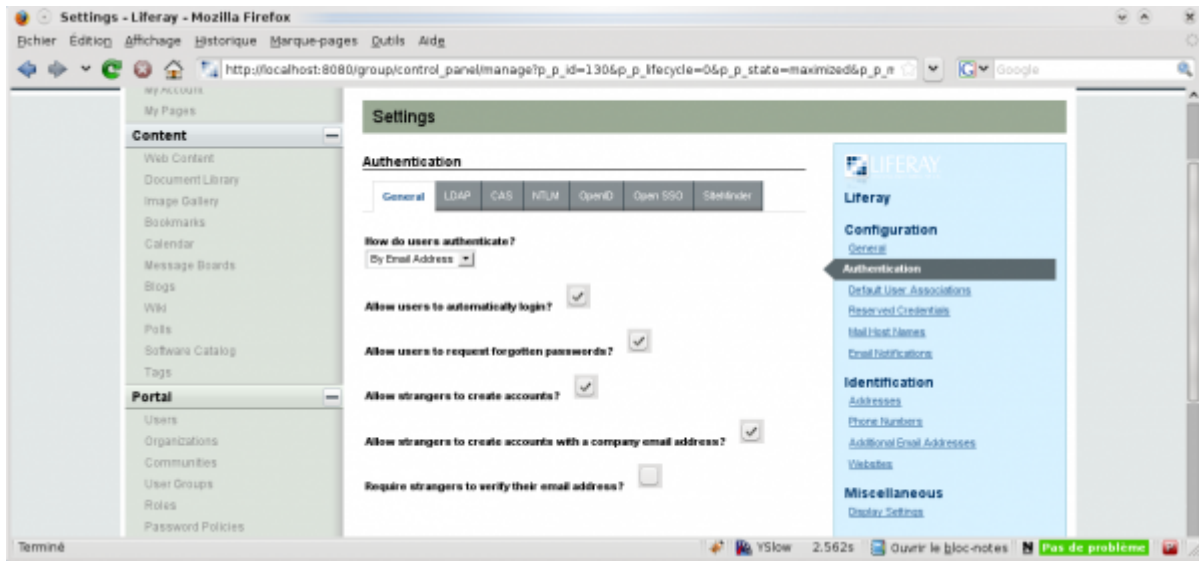 Settings - Liferay - Mozilla Firefox
Fichier Édition Affichage Historique Marque-pages Outils Aide
http://localhost:8080/group/control_panel/manage?p_p_id=130&p_p_lifecycle=0&p_p_state=maximized&p_p_m
Google
My Account
My Pages
Content
Web Content
Document Library
Image Gallery
Bookmarks
Calendar
Message Boards
Blogs
Wiki
Polls
Software Catalog
Tags
Portal
Users
Organizations
Communities
User Groups
Roles
Password Policies
Settings
Authentication
General LDAP CAS NTLM OpenID Open SSO SiteMinder
How do users authenticate?
By Email Address
Allow users to automatically login?
Allow users to request forgotten passwords?
Allow strangers to create accounts?
Allow strangers to create accounts with a company email address?
Require strangers to verify their email address?
LIFERAY
Liferay
Configuration
General
Authentication
Default User Associations
Reserved Credentials
Mail Host Names
Email Notifications
Identification
Addresses
Phone Numbers
Additional Email Addresses
Websites
Miscellaneous
Display Settings
Terminé
YSlow 2.562s Ouvrir le bloc-notes N Pas de problème